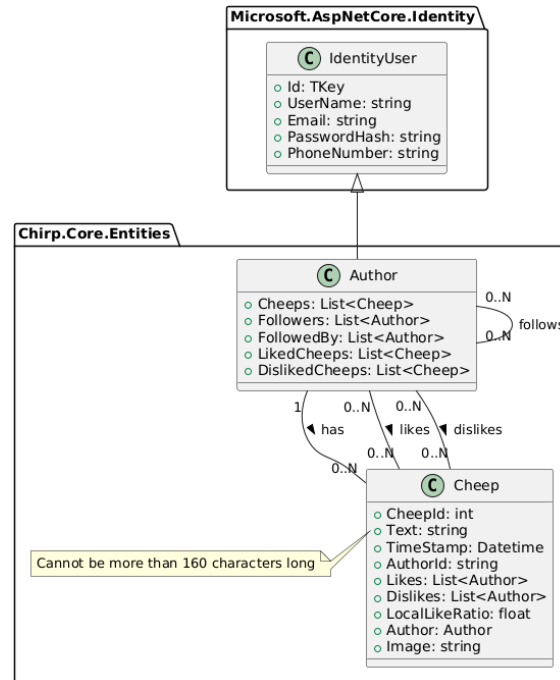 Microsoft.AspNetCore.Identity
C IdentityUser
Id: TKey
UserName: string
Email: string
PasswordHash: string
PhoneNumber: string
Chirp.Core.Entities
C Author
Cheeps: List<Cheep>
Followers: List<Author>
FollowedBy: List<Author>
LikedCheeps: List<Cheep>
DislikedCheeps: List<Cheep>
0..N
follows
0..N
1
0..N
0..N
has
likes
dislikes
0..N
0..N
0..N
C Cheep
CheepId: int
Text: string
TimeStamp: Datetime
AuthorId: string
Likes: List<Author>
Dislikes: List<Author>
LocalLikeRatio: float
Author: Author
Image: string
Cannot be more than 160 characters long